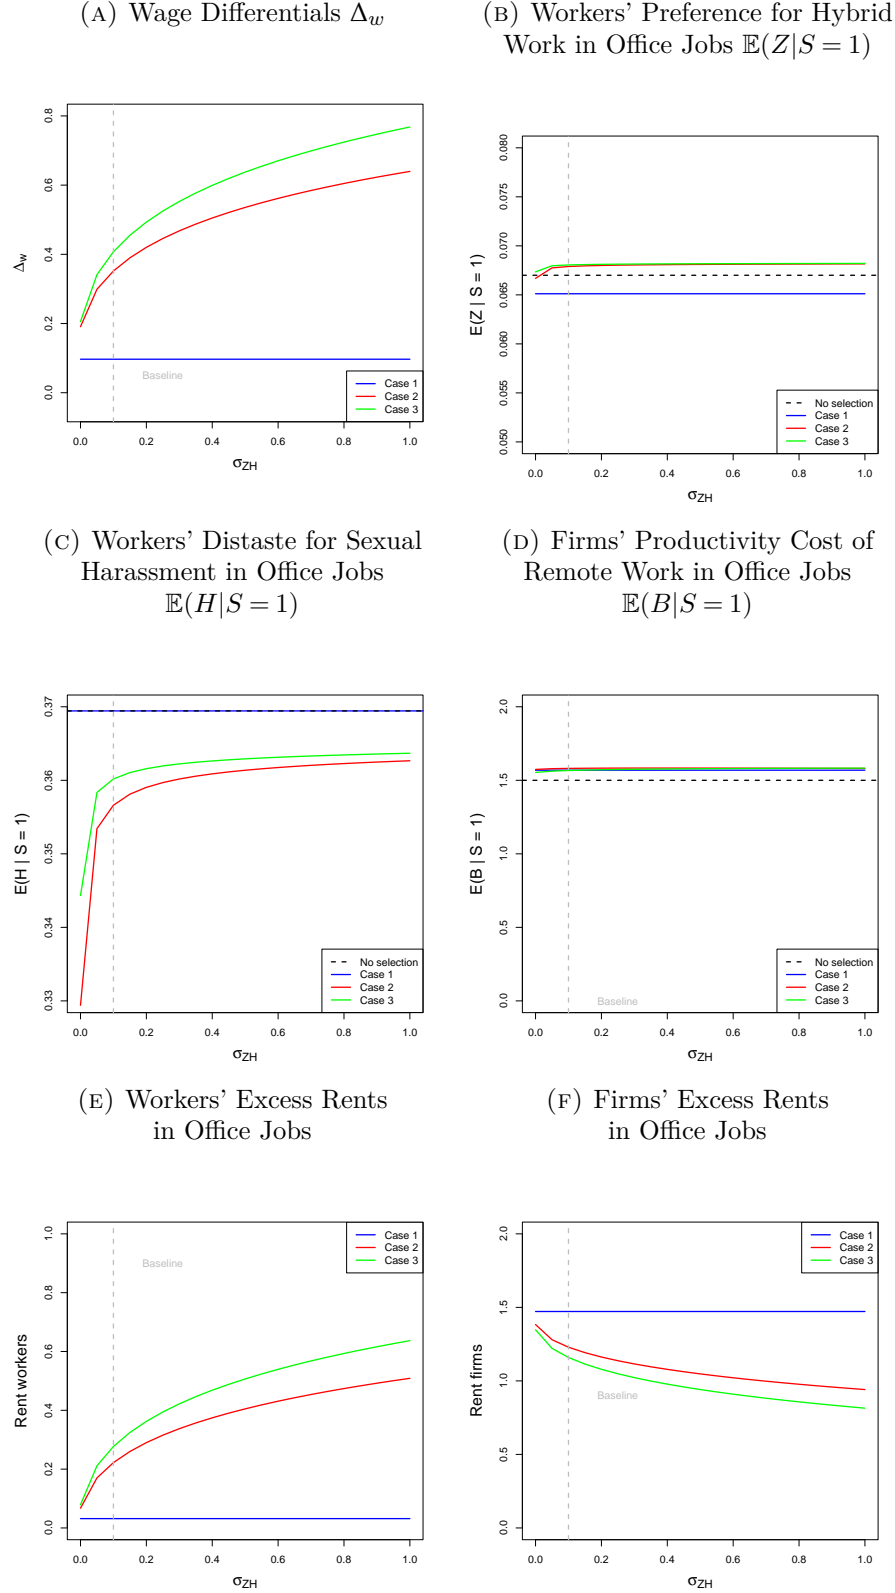 (A) Wage Differentials Δw
(B) Workers' Preference for Hybrid
Work in Office Jobs 𝔼(Z|S = 1)
Δw
0.0
0.2
0.4
0.6
0.8
Baseline
Case 1
Case 2
Case 3
0.0 0.2 0.4 0.6 0.8 1.0
σZH
E(Z | S = 1)
0.050
0.055
0.060
0.065
0.070
0.075
0.080
No selection
Case 1
Case 2
Case 3
0.0 0.2 0.4 0.6 0.8 1.0
σZH
(C) Workers' Distaste for Sexual
Harassment in Office Jobs
𝔼(H|S = 1)
(D) Firms' Productivity Cost of
Remote Work in Office Jobs
𝔼(B|S = 1)
E(H | S = 1)
0.33
0.34
0.35
0.36
0.37
No selection
Case 1
Case 2
Case 3
0.0 0.2 0.4 0.6 0.8 1.0
σZH
E(B | S = 1)
0.0
0.5
1.0
1.5
2.0
Baseline
No selection
Case 1
Case 2
Case 3
0.0 0.2 0.4 0.6 0.8 1.0
σZH
(E) Workers' Excess Rents
in Office Jobs
(F) Firms' Excess Rents
in Office Jobs
Rent workers
0.0
0.2
0.4
0.6
0.8
1.0
Baseline
Case 1
Case 2
Case 3
0.0 0.2 0.4 0.6 0.8 1.0
σZH
Rent firms
0.0
0.5
1.0
1.5
2.0
Baseline
Case 1
Case 2
Case 3
0.0 0.2 0.4 0.6 0.8 1.0
σZH